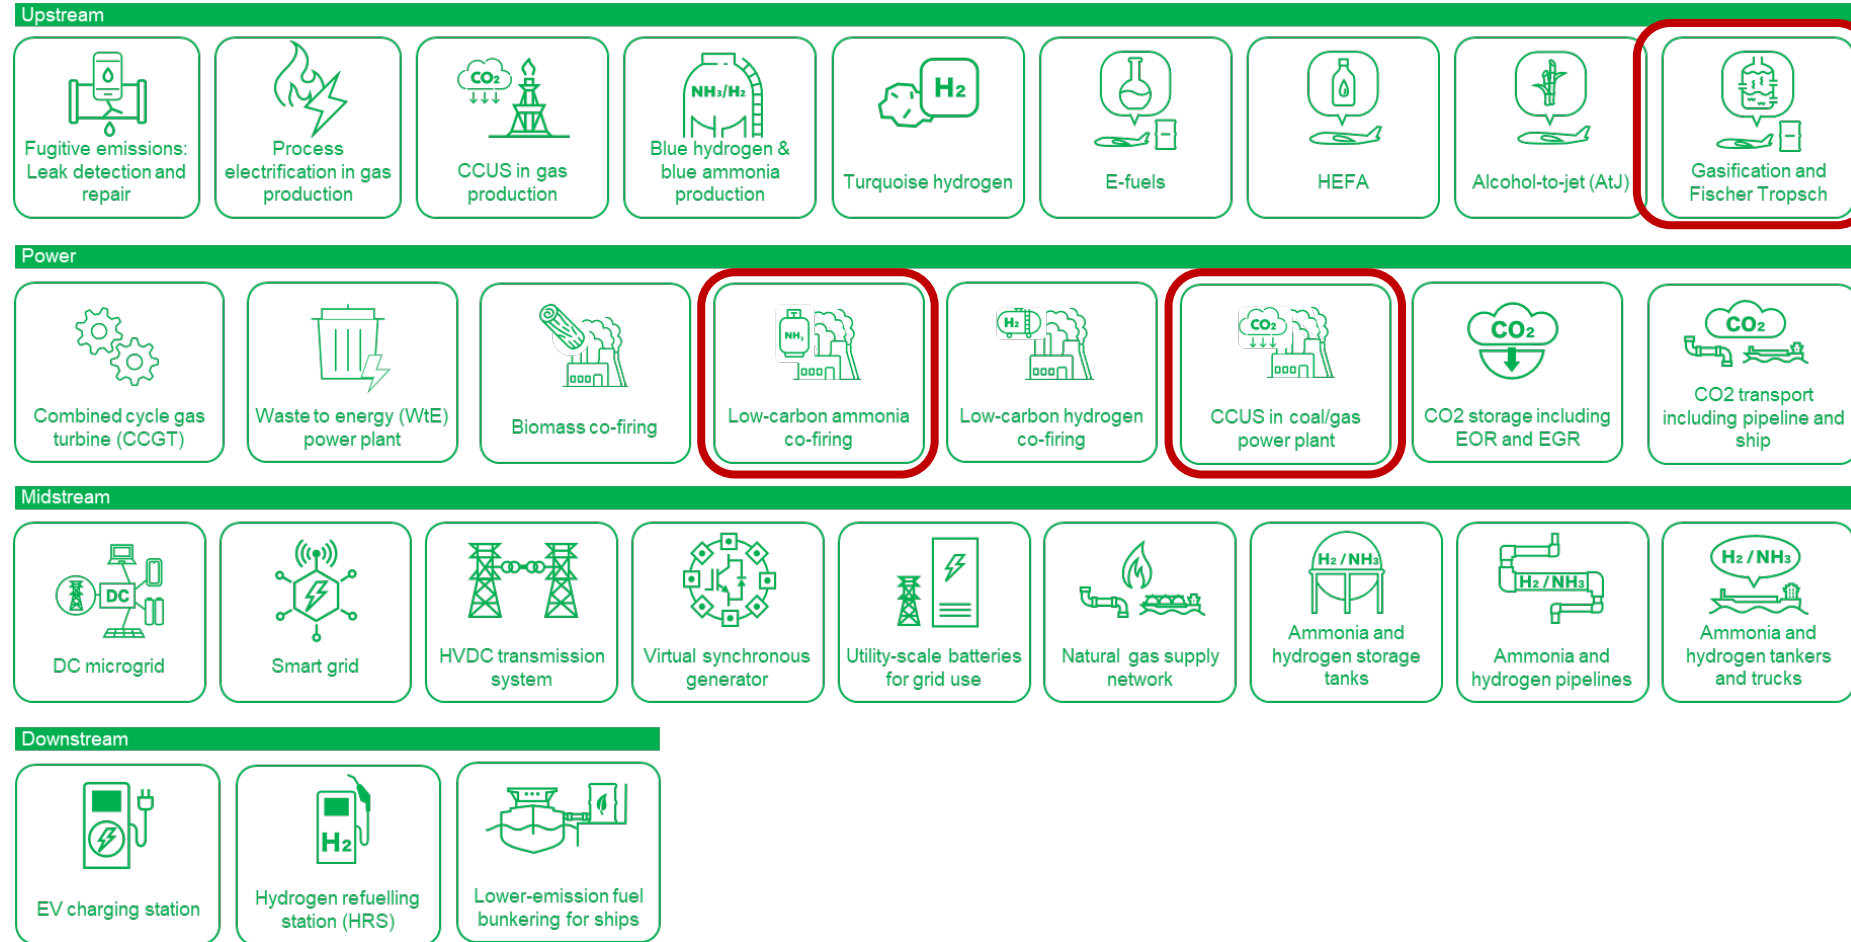 Upstream
CO₂
NH₃/H₂
H₂
Fugitive emissions:
Leak detection and
repair
Process
electrification in gas
production
CCUS in gas
production
Blue hydrogen &
blue ammonia
production
Turquoise hydrogen
E-fuels
HEFA
Alcohol-to-jet (AtJ)
Gasification and
Fischer Tropsch
Power
NH₃
H₂
CO₂
CO₂
CO₂
Combined cycle gas
turbine (CCGT)
Waste to energy (WtE)
power plant
Biomass co-firing
Low-carbon ammonia
co-firing
Low-carbon hydrogen
co-firing
CCUS in coal/gas
power plant
CO2 storage including
EOR and EGR
CO2 transport
including pipeline and
ship
Midstream
DC
H₂/NH₃
H₂/NH₃
H₂/NH₃
DC microgrid
Smart grid
HVDC transmission
system
Virtual synchronous
generator
Utility-scale batteries
for grid use
Natural gas supply
network
Ammonia and
hydrogen storage
tanks
Ammonia and
hydrogen pipelines
Ammonia and
hydrogen tankers
and trucks
Downstream
H₂
EV charging station
Hydrogen refuelling
station (HRS)
Lower-emission fuel
bunkering for ships